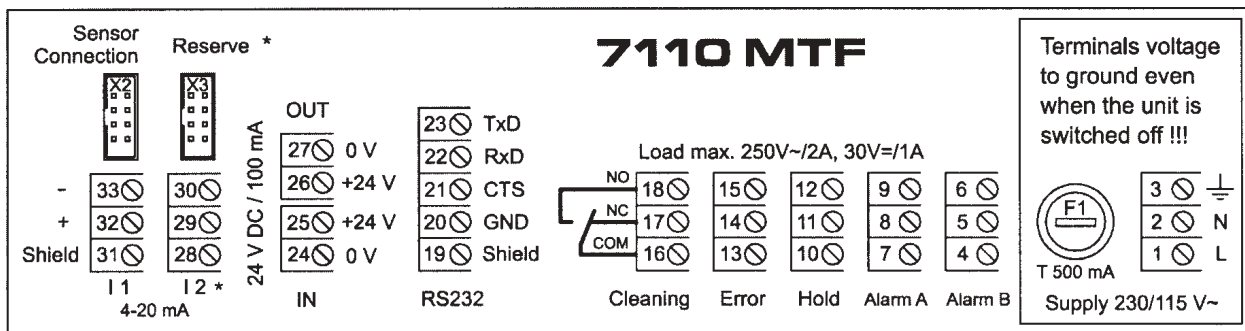 Sensor Connection
Reserve *
7110 MTF
X2
X3
- 33
+ 32
Shield 31
I 1
30
29
28
I 2 *
4-20 mA
24 V DC / 100 mA
OUT
27 0 V
26 +24 V
25 +24 V
24 0 V
IN
23 TxD
22 RxD
21 CTS
20 GND
19 Shield
RS232
Load max. 250V~/2A, 30V=/1A
NO 18
NC 17
COM 16
Cleaning
15
14
13
Error
12
11
10
Hold
9
8
7
Alarm A
6
5
4
Alarm B
Terminals voltage
to ground even
when the unit is
switched off !!!
F1
T 500 mA
3
2 N
1 L
Supply 230/115 V~